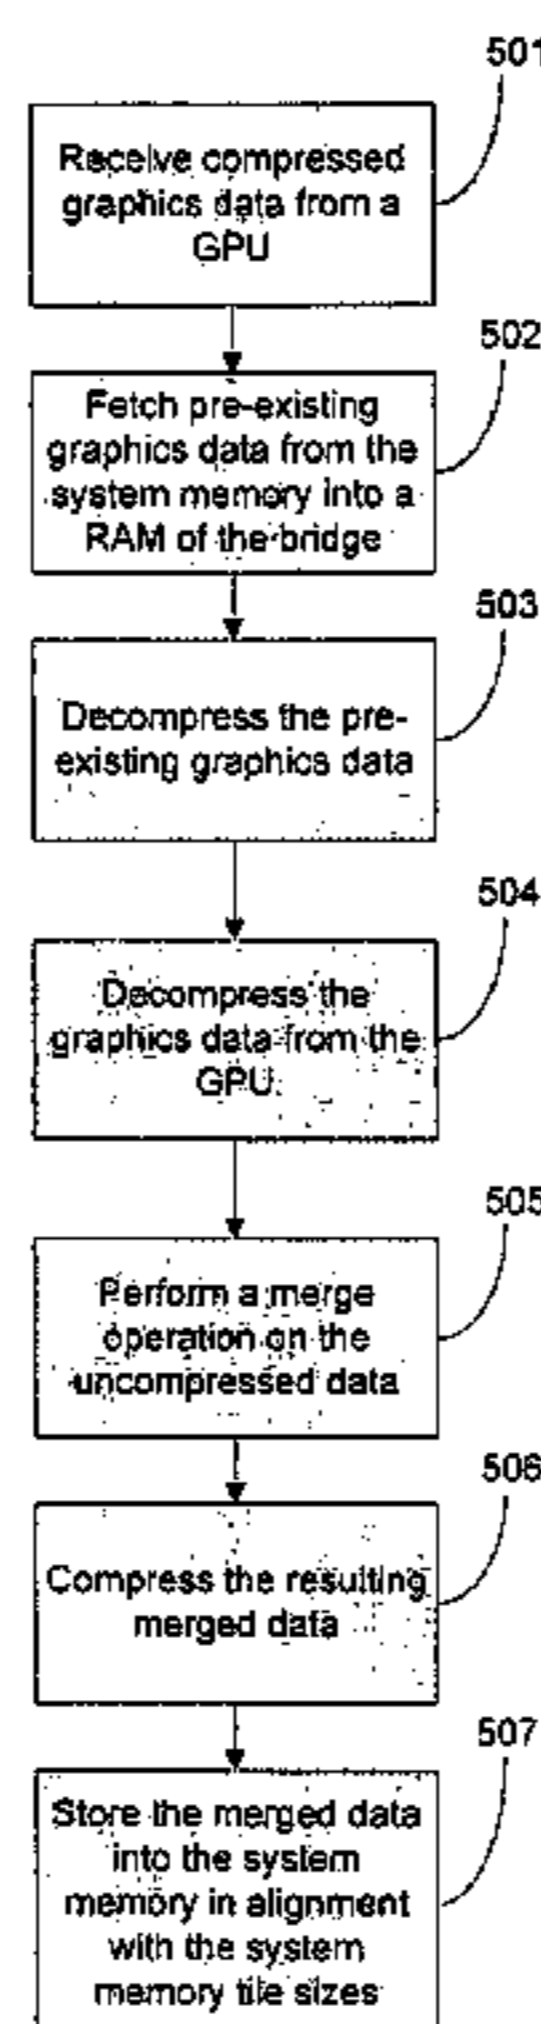 501
Receive compressed
graphics data from a
GPU
502
Fetch pre-existing
graphics data from the
system memory into a
RAM of the bridge
503
Decompress the pre-
existing graphics data
504
Decompress the
graphics data from the
GPU
505
Perform a merge
operation on the
uncompressed data
506
Compress the resulting
merged data
507
Store the merged data
into the system
memory in alignment
with the system
memory tile sizes